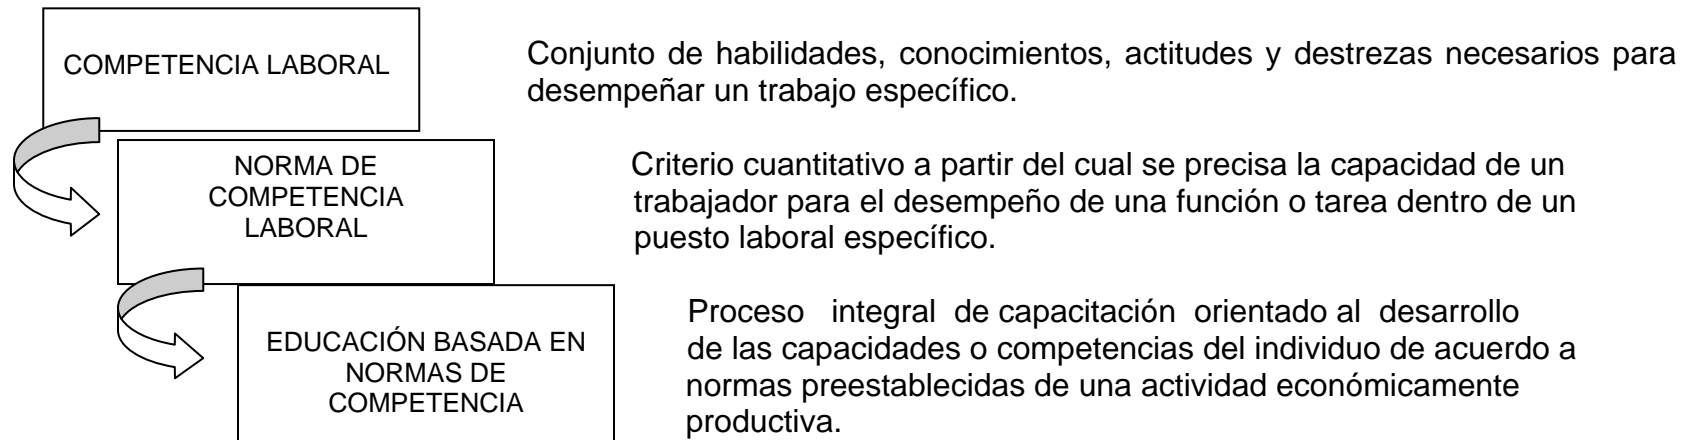 COMPETENCIA LABORAL
Conjunto de habilidades, conocimientos, actitudes y destrezas necesarios para
desempeñar un trabajo específico.
NORMA DE
COMPETENCIA
LABORAL
Criterio cuantitativo a partir del cual se precisa la capacidad de un
trabajador para el desempeño de una función o tarea dentro de un
puesto laboral específico.
EDUCACIÓN BASADA EN
NORMAS DE
COMPETENCIA
Proceso integral de capacitación orientado al desarrollo
de las capacidades o competencias del individuo de acuerdo a
normas preestablecidas de una actividad económicamente
productiva.